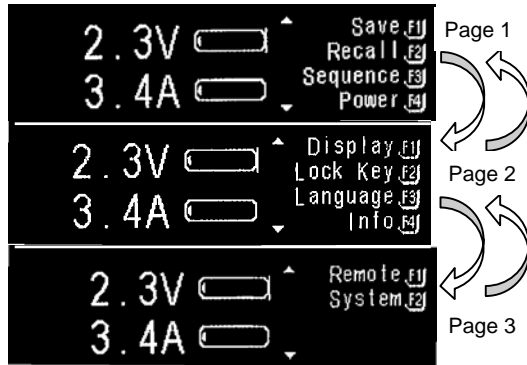 2.3V
3.4A
Save F1
Recall F2
Sequence F3
Power F4
Page 1
2.3V
3.4A
Display F1
Lock Key F2
Language F3
Info F4
Page 2
2.3V
3.4A
Remote F1
System F2
Page 3